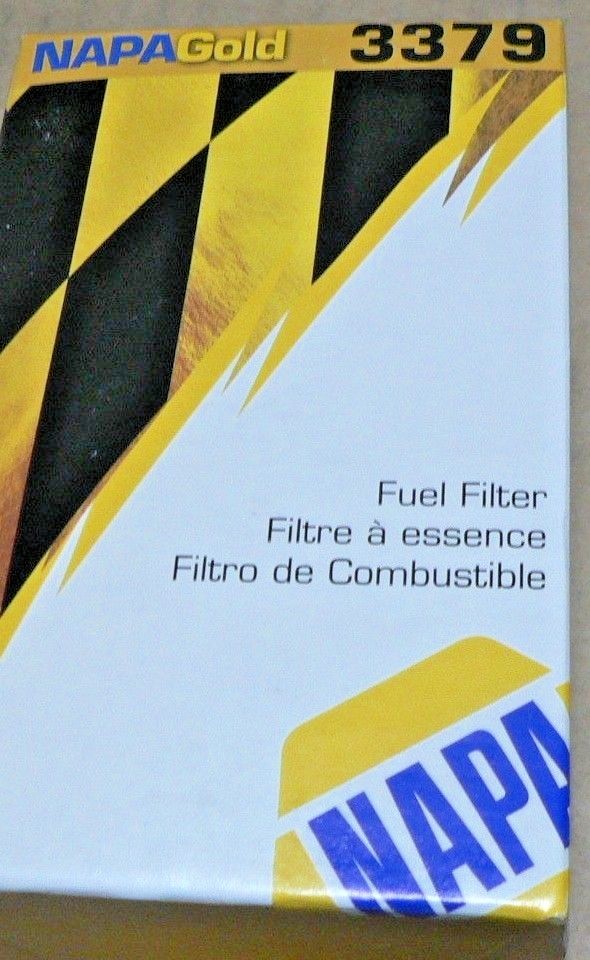 NAPAGold 3379
Fuel Filter
Filtre à essence
Filtro de Combustible
NAPA